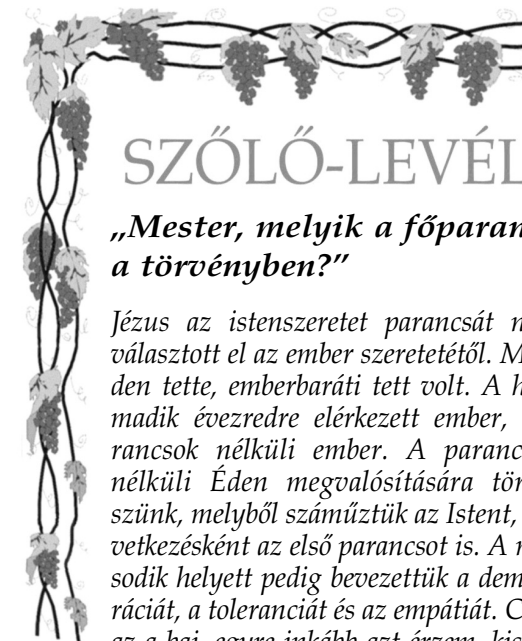 SZŐLŐ-LEVÉL
„Mester, melyik a főparan
a törvényben?”
Jézus az istenszeretet parancsát n
választott el az ember szeretetétől. M
den tette, emberbaráti tett volt. A h
madik évezredre elérkezett ember,
rancsok nélküli ember. A paranc
nélküli Éden megvalósítására tör
szünk, melyből száműztük az Istent,
vetkezésként az első parancsot is. A m
sodik helyett pedig bevezettük a dem
ráciát, a toleranciát és az empátiát. C